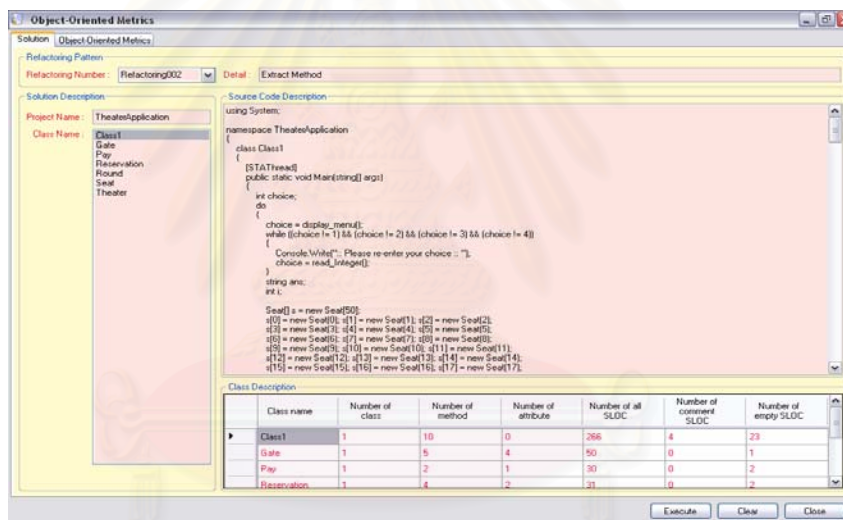 Object-Oriented Metrics
Solution Object-Oriented Metrics
Refactoring Pattern
Refactoring Number : Refactoring002 Detail : Extract Method
Solution Description
Project Name : TheaterApplication
Class Name : Class1
Gate
Pay
Reservation
Round
Seat
Theater
Source Code Description
using System;
namespace TheaterApplication
{
class Class1
{
[STAThread]
public static void Main(string[] args)
{
int choice;
do
{
choice = display_menu();
while ((choice != 1) && (choice != 2) && (choice != 3) && (choice != 4))
{
Console.Write(":: Please re-enter your choice :: ");
choice = read_Integer();
}
string ans;
int i;
Seat[] s = new Seat[50];
s[0] = new Seat(0); s[1] = new Seat(1); s[2] = new Seat(2);
s[3] = new Seat(3); s[4] = new Seat(4); s[5] = new Seat(5);
s[6] = new Seat(6); s[7] = new Seat(7); s[8] = new Seat(8);
s[9] = new Seat(9); s[10] = new Seat(10); s[11] = new Seat(11);
s[12] = new Seat(12); s[13] = new Seat(13); s[14] = new Seat(14);
s[15] = new Seat(15); s[16] = new Seat(16); s[17] = new Seat(17);
Class Description
Class name Number of class Number of method Number of attribute Number of all SLOC Number of comment SLOC Number of empty SLOC
Class1 1 10 0 266 4 23
Gate 1 5 4 50 0 1
Pay 1 2 1 30 0 2
Reservation 1 4 2 31 0 2
Execute Clear Close